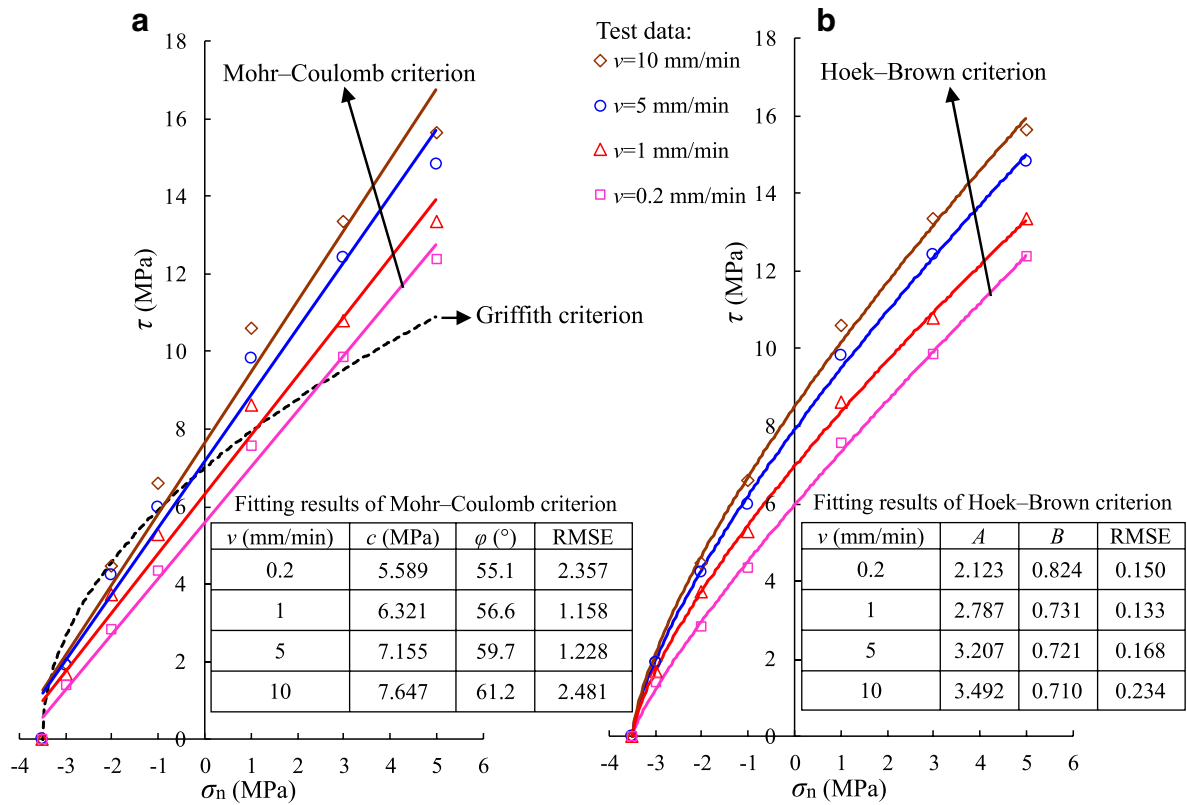 a
18
16
14
12
10
8
6
4
2
0
-4 -3 -2 -1 0 1 2 3 4 5 6
τ (MPa)
σn (MPa)
Mohr–Coulomb criterion
Griffith criterion
Fitting results of Mohr–Coulomb criterion
v (mm/min) c (MPa) φ (°) RMSE
0.2 5.589 55.1 2.357
1 6.321 56.6 1.158
5 7.155 59.7 1.228
10 7.647 61.2 2.481
Test data:
v=10 mm/min
v=5 mm/min
v=1 mm/min
v=0.2 mm/min
b
18
16
14
12
10
8
6
4
2
0
-4 -3 -2 -1 0 1 2 3 4 5 6
τ (MPa)
σn (MPa)
Hoek–Brown criterion
Fitting results of Hoek–Brown criterion
v (mm/min) A B RMSE
0.2 2.123 0.824 0.150
1 2.787 0.731 0.133
5 3.207 0.721 0.168
10 3.492 0.710 0.234